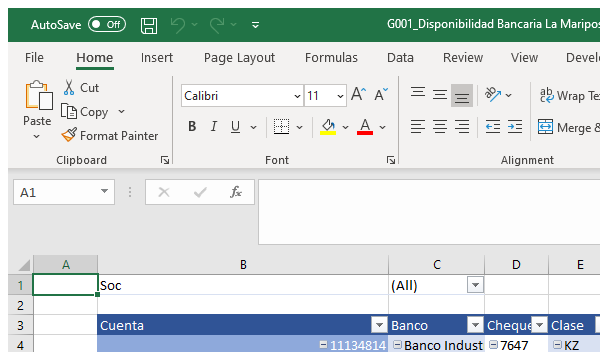 AutoSave Off G001_Disponibilidad Bancaria La Maripos
File Home Insert Page Layout Formulas Data Review View Develo
Paste Cut Copy Format Painter Calibri 11 B I U A A A Wrap Tex Merge &
Clipboard Font Alignment
A1 fx
A B C D E
1 Soc (All)
2
3 Cuenta Banco Cheque Clase
4 11134814 Banco Indust 7647 KZ